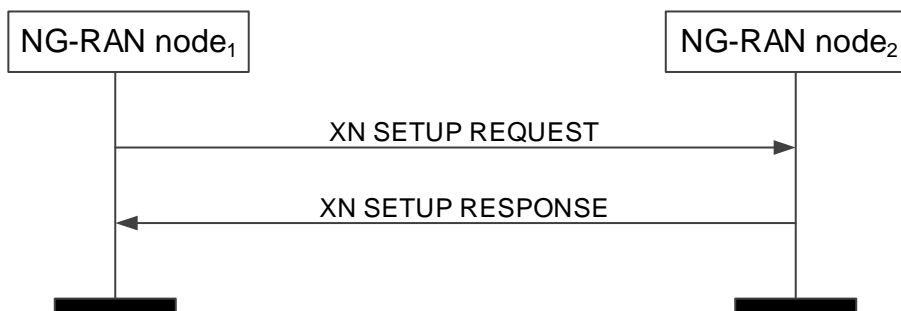 NG-RAN node₁
NG-RAN node₂
XN SETUP REQUEST
XN SETUP RESPONSE